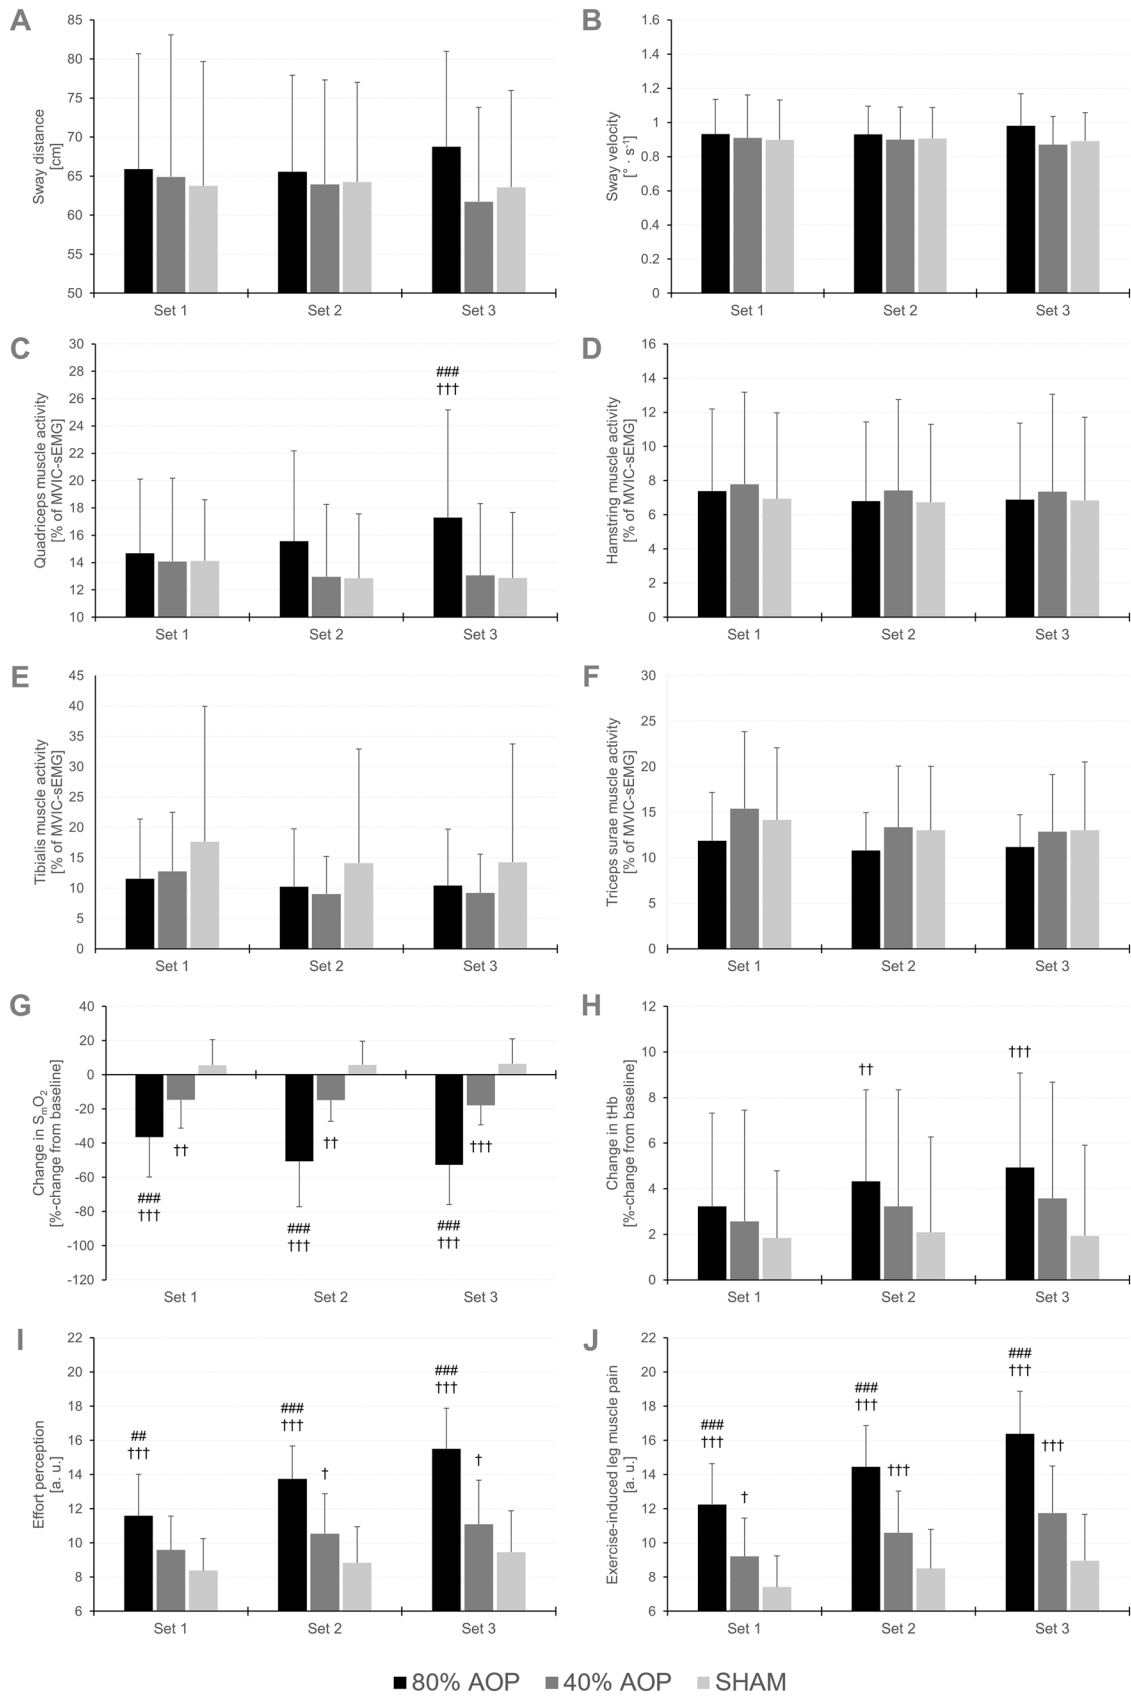 A
Sway distance
[cm]
85
80
75
70
65
60
55
50
Set 1
Set 2
Set 3
B
Sway velocity
[° · s⁻¹]
1.6
1.4
1.2
1
0.8
0.6
0.4
0.2
0
Set 1
Set 2
Set 3
C
Quadriceps muscle activity
[% of MVIC-sEMG]
30
28
26
24
22
20
18
16
14
12
10
###
†††
Set 1
Set 2
Set 3
D
Hamstring muscle activity
[% of MVIC-sEMG]
16
14
12
10
8
6
4
2
0
Set 1
Set 2
Set 3
E
Tibialis muscle activity
[% of MVIC-sEMG]
45
40
35
30
25
20
15
10
5
0
Set 1
Set 2
Set 3
F
Triceps surae muscle activity
[% of MVIC-sEMG]
30
25
20
15
10
5
0
Set 1
Set 2
Set 3
G
Change in SₘO₂
[%-change from baseline]
40
20
0
-20
-40
-60
-80
-100
-120
††
††
†††
###
†††
###
†††
###
†††
Set 1
Set 2
Set 3
H
Change in tHb
[%-change from baseline]
12
10
8
6
4
2
0
††
†††
Set 1
Set 2
Set 3
I
Effort perception
[a. u.]
22
20
18
16
14
12
10
8
6
##
†††
###
†††
†
###
†††
†
Set 1
Set 2
Set 3
J
Exercise-induced leg muscle pain
[a. u.]
22
20
18
16
14
12
10
8
6
###
†††
†
###
†††
†††
###
†††
†††
Set 1
Set 2
Set 3
80% AOP 40% AOP SHAM